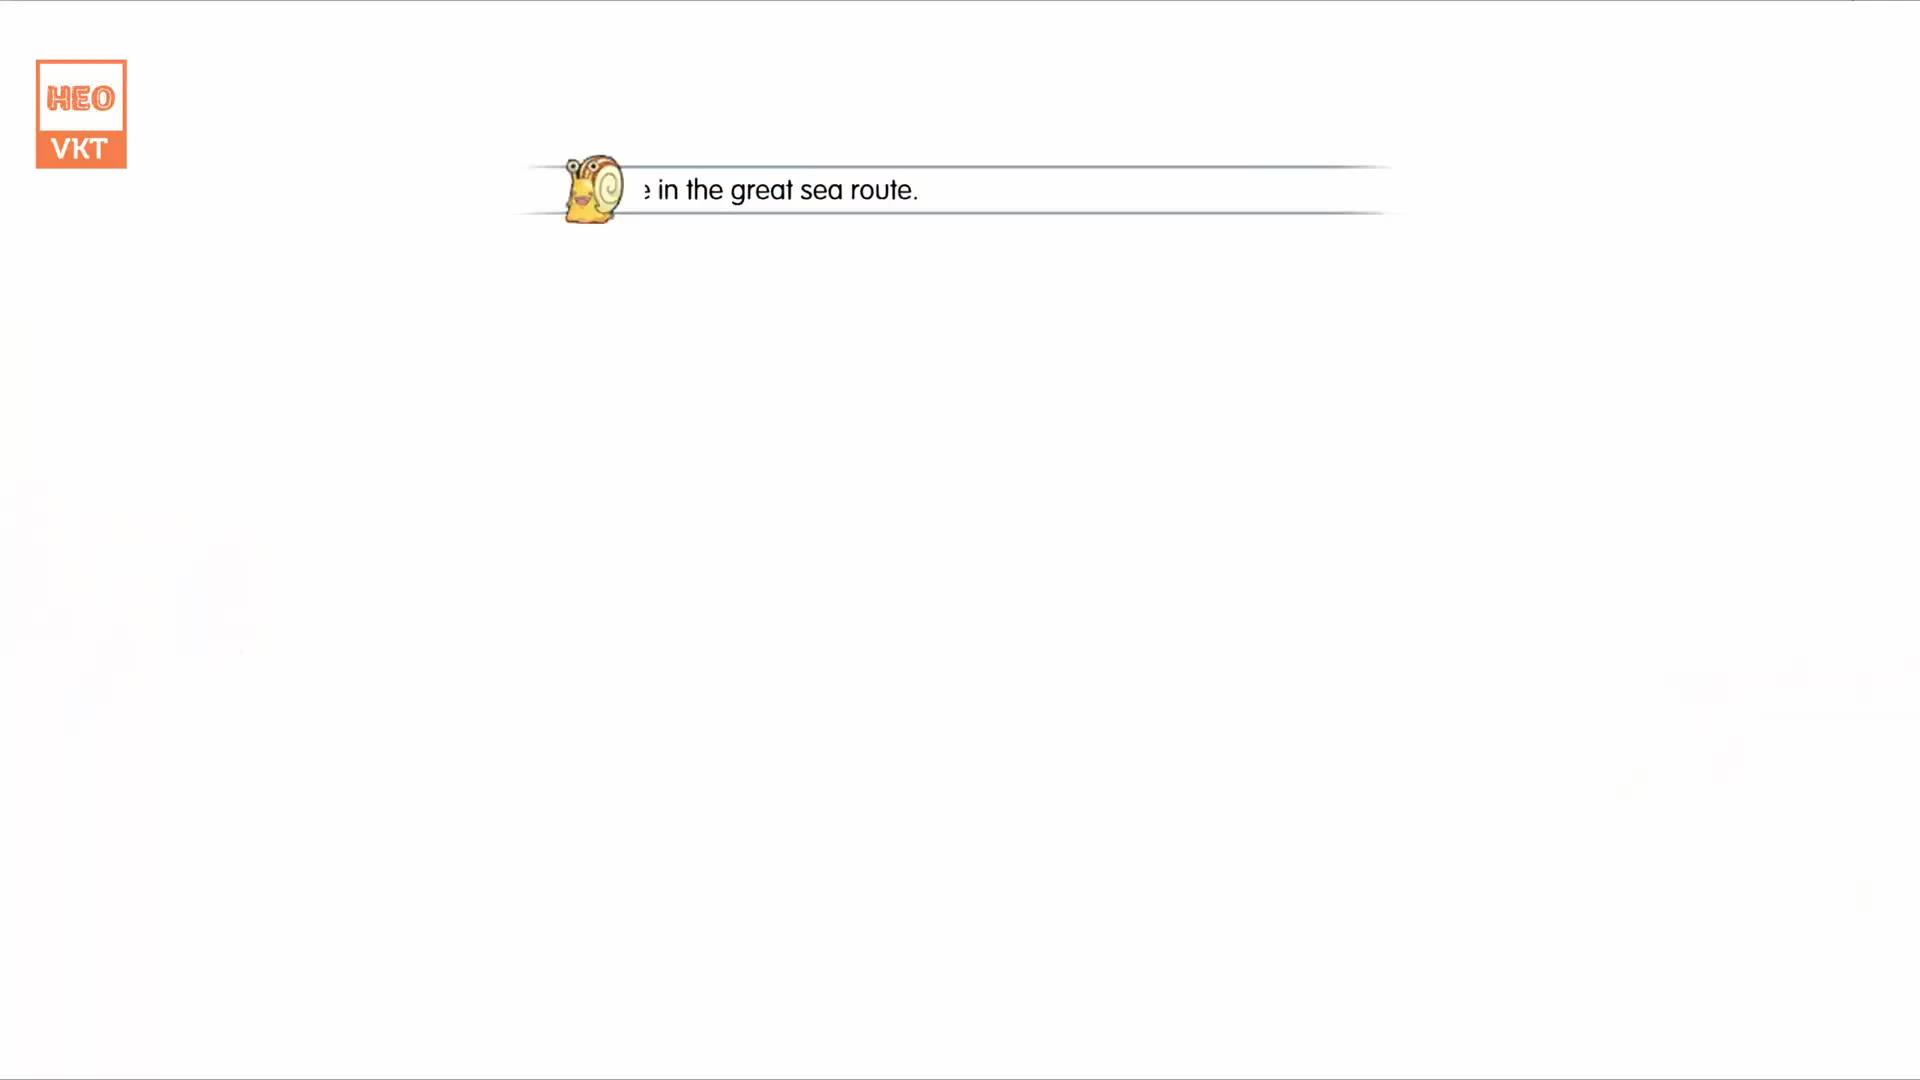 HEO
VKT
in the great sea route.